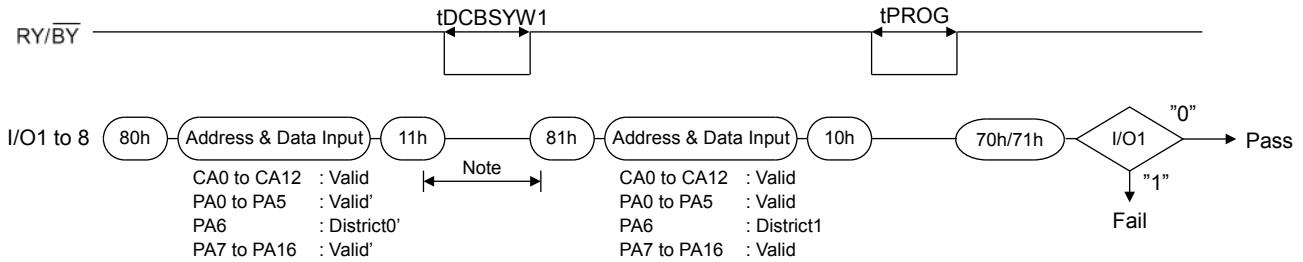 tDCBSYW1
tPROG
RY/BY
I/O1 to 8 80h Address & Data Input 11h 81h Address & Data Input 10h 70h/71h I/O1 ”0” Pass
Note
”1”
Fail
CA0 to CA12 : Valid
PA0 to PA5 : Valid’
PA6 : District0’
PA7 to PA16 : Valid’
CA0 to CA12 : Valid
PA0 to PA5 : Valid
PA6 : District1
PA7 to PA16 : Valid